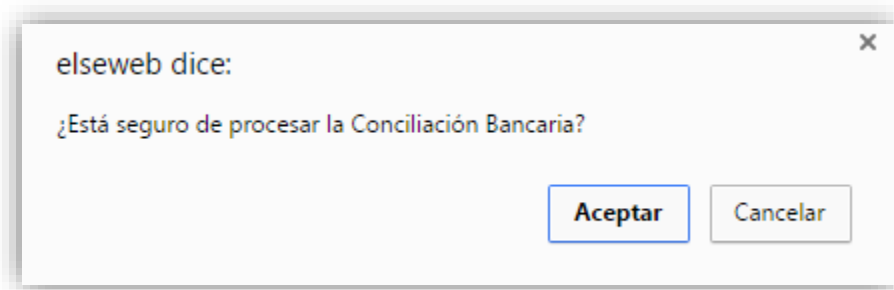 elseweb dice:
¿Está seguro de procesar la Conciliación Bancaria?
Aceptar
Cancelar